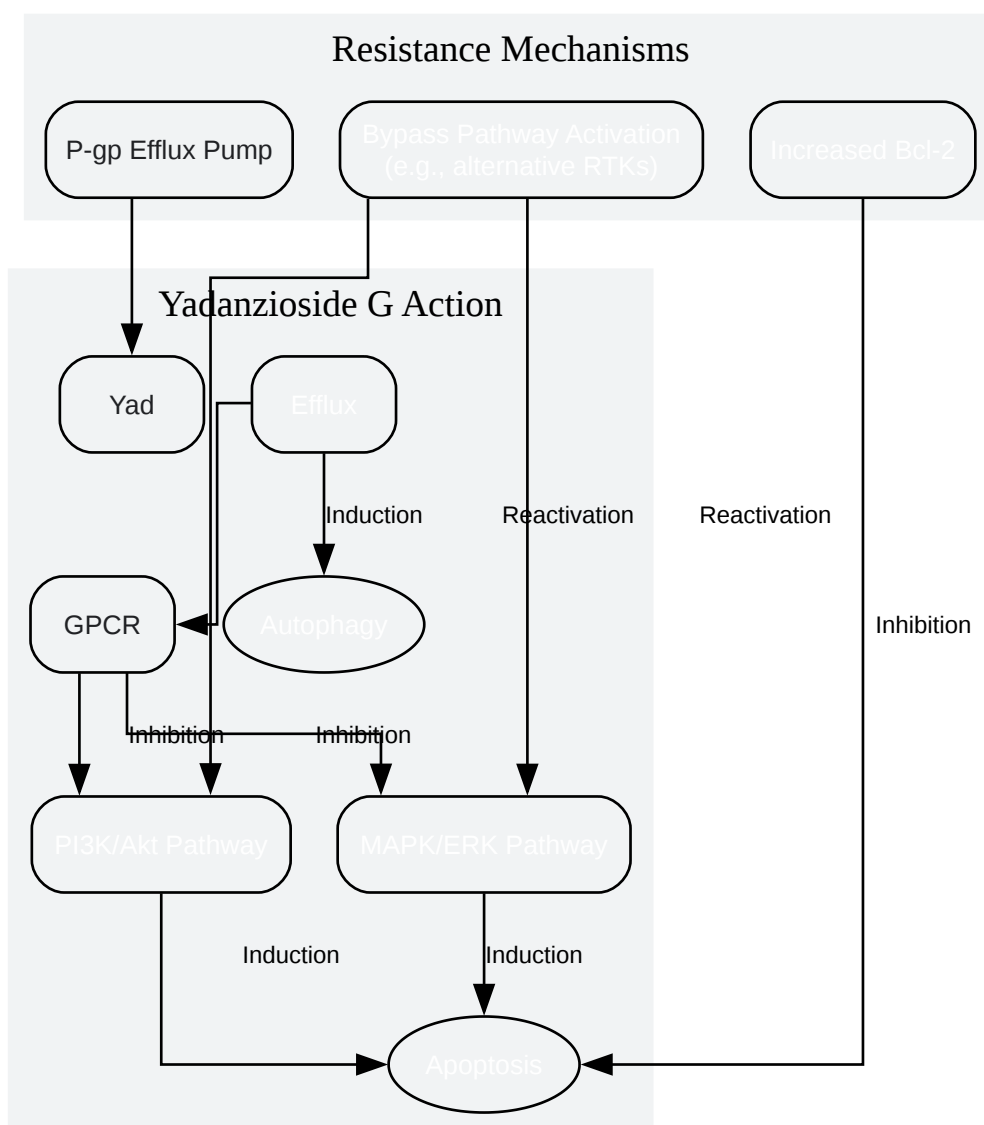 Resistance Mechanisms
P-gp Efflux Pump
Bypass Pathway Activation
(e.g., alternative RTKs)
Increased Bcl-2
Yadanzioside G Action
Yad
Efflux
Induction
Reactivation
Reactivation
GPCR
Autophagy
Inhibition
Inhibition
Inhibition
PI3K/Akt Pathway
MAPK/ERK Pathway
Induction
Induction
Apoptosis